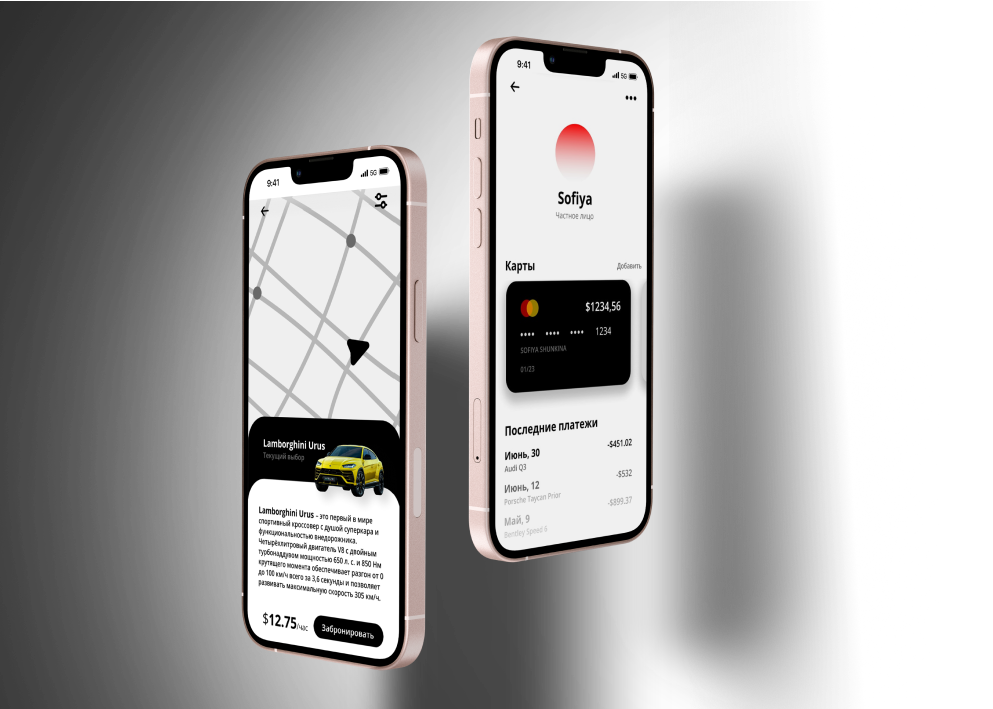 9:41
5G
Lamborghini Urus
Текущий выбор
Lamborghini Urus – это первый в мире
спортивный кроссовер с душой суперкара и
функциональностью внедорожника.
Четырёхлитровый двигатель V8 с двойным
турбонаддувом мощностью 650 л. с. и 850 Нм
крутящего момента обеспечивает разгон от 0
до 100 км/ч всего за 3,6 секунды и позволяет
развивать максимальную скорость 305 км/ч.
$12.75/час
Забронировать
9:41
5G
Sofiya
Частное лицо
Карты
Добавить
$1234,56
•••• •••• •••• 1234
SOFIYA SHUNKINA
01/23
Последние платежи
Июнь, 30
-$451.02
Audi Q3
Июнь, 12
-$532
Porsche Taycan Prior
Май, 9
-$899.37
Bentley Speed 6